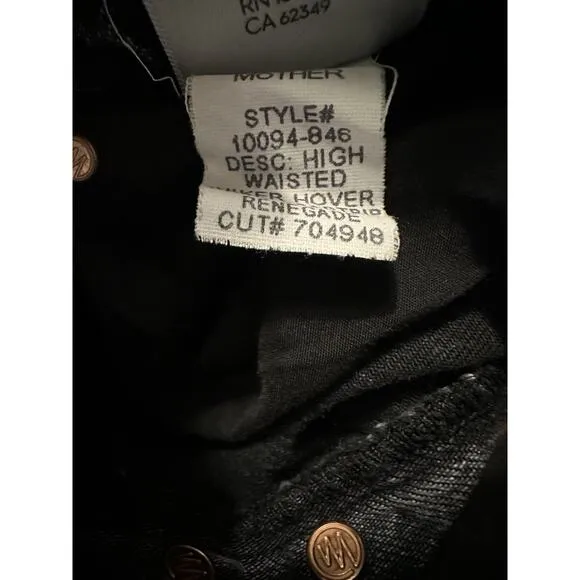 CA 62349
MOTHER
STYLE#
10094-846
DESC: HIGH
WAISTED
HOVER
RENEGADE
CUT# 704948